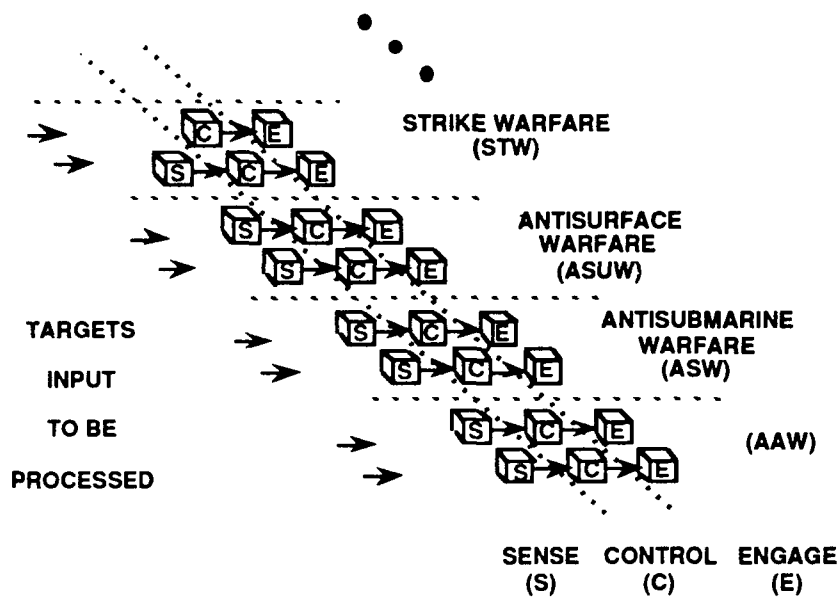 C E
STRIKE WARFARE
(STW)
S C E
S C E
ANTISURFACE
WARFARE
(ASUW)
S C E
S C E
ANTISUBMARINE
WARFARE
(ASW)
S C E
S C E
(AAW)
S C E
TARGETS
INPUT
TO BE
PROCESSED
SENSE CONTROL ENGAGE
(S) (C) (E)